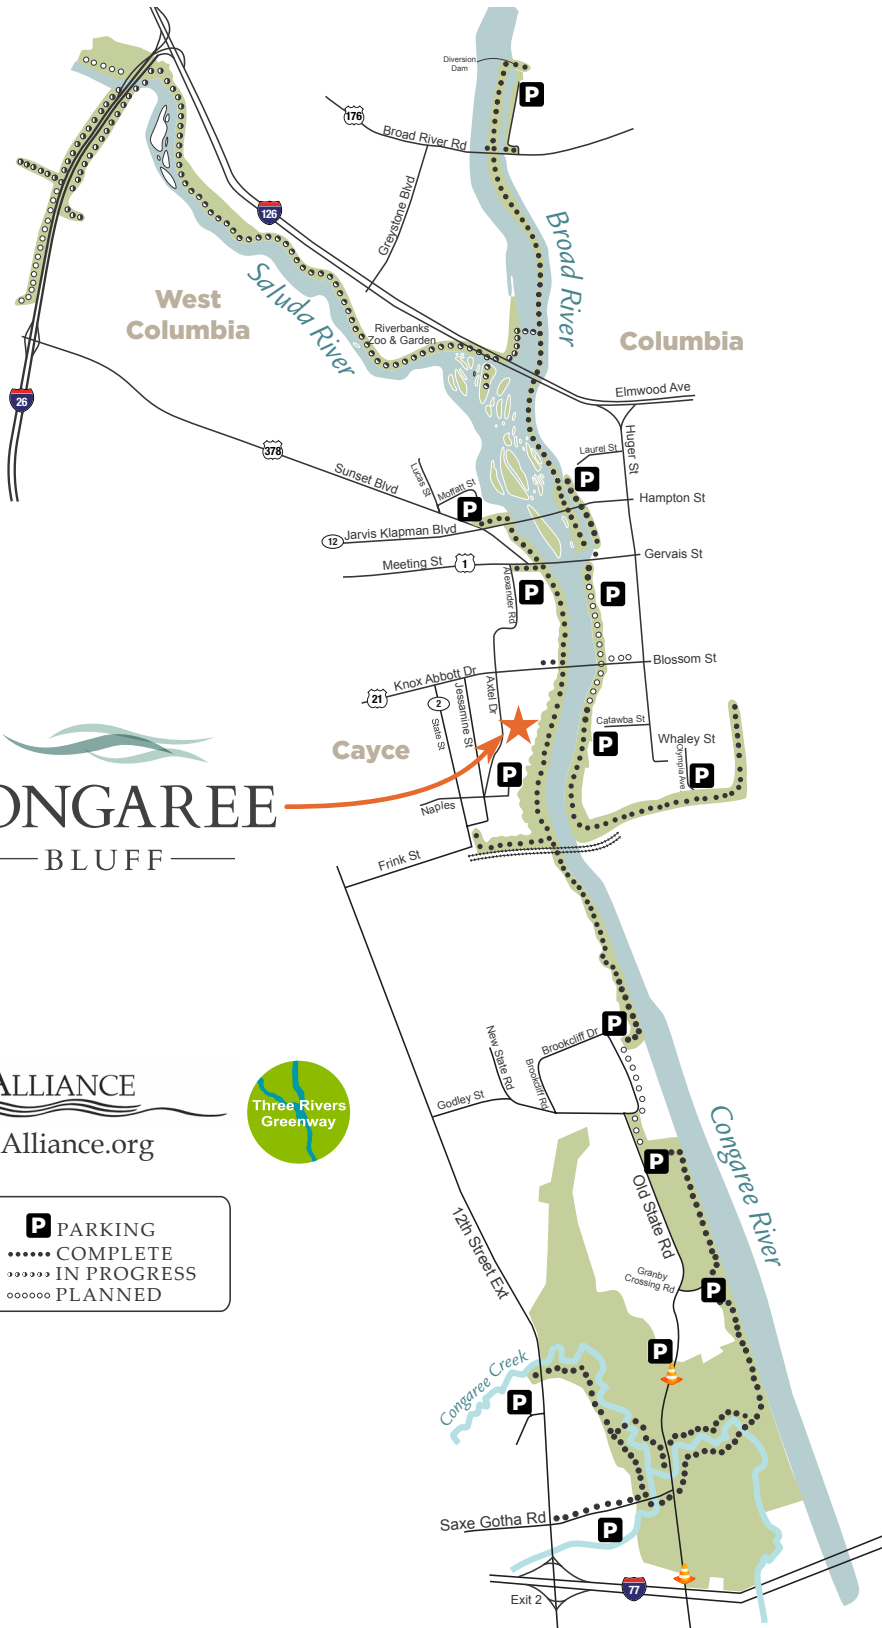 Diversion
Dam
P
176
Broad River Rd
Greystone Blvd
126
Broad River
Saluda River
West
Columbia
Riverbanks
Zoo & Garden
Columbia
Elmwood Ave
26
378
Sunset Blvd
Lucas St
Moffatt St
Laurel St
Huger St
P
P
Hampton St
12
Jarvis Klapman Blvd
Gervais St
Meeting St
1
Alexander Rd
P
P
Blossom St
Knox Abbott Dr
21
2
State St
Jessamine St
Axtel Dr
Catawba St
Cayce
P
Whaley St
Olympia Ave
P
P
Naples
ONGAREE
BLUFF
Frink St
P
New State Rd
Brookcliff Dr
Brookcliff Rd
Godley St
ALLIANCE
Alliance.org
Three Rivers
Greenway
Congaree River
P
Old State Rd
12th Street Ext
Granby
Crossing Rd
P
P PARKING
COMPLETE
IN PROGRESS
PLANNED
P
Congaree Creek
P
Saxe Gotha Rd
P
77
Exit 2